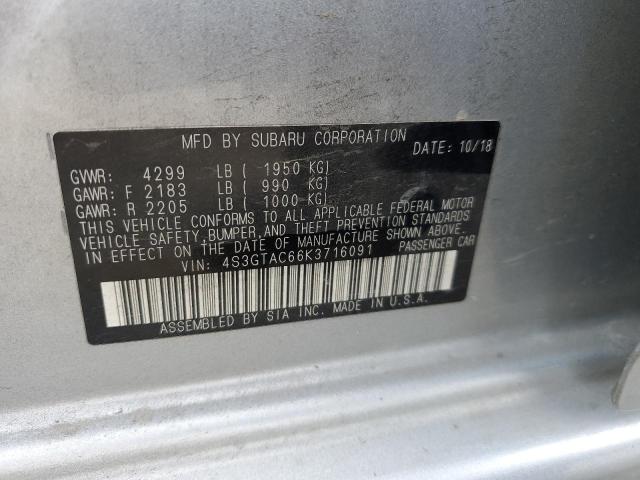 MFD BY SUBARU CORPORATION
DATE: 10/18
GVWR: 4299 LB ( 1950 KG)
GAWR: F 2183 LB ( 990 KG)
GAWR: R 2205 LB ( 1000 KG)
THIS VEHICLE CONFORMS TO ALL APPLICABLE FEDERAL MOTOR
VEHICLE SAFETY, BUMPER, AND THEFT PREVENTION STANDARDS
IN EFFECT ON THE DATE OF MANUFACTURE SHOWN ABOVE.
VIN: 4S3GTAC66K3716091 PASSENGER CAR
ASSEMBLED BY SIA INC. MADE IN U.S.A.